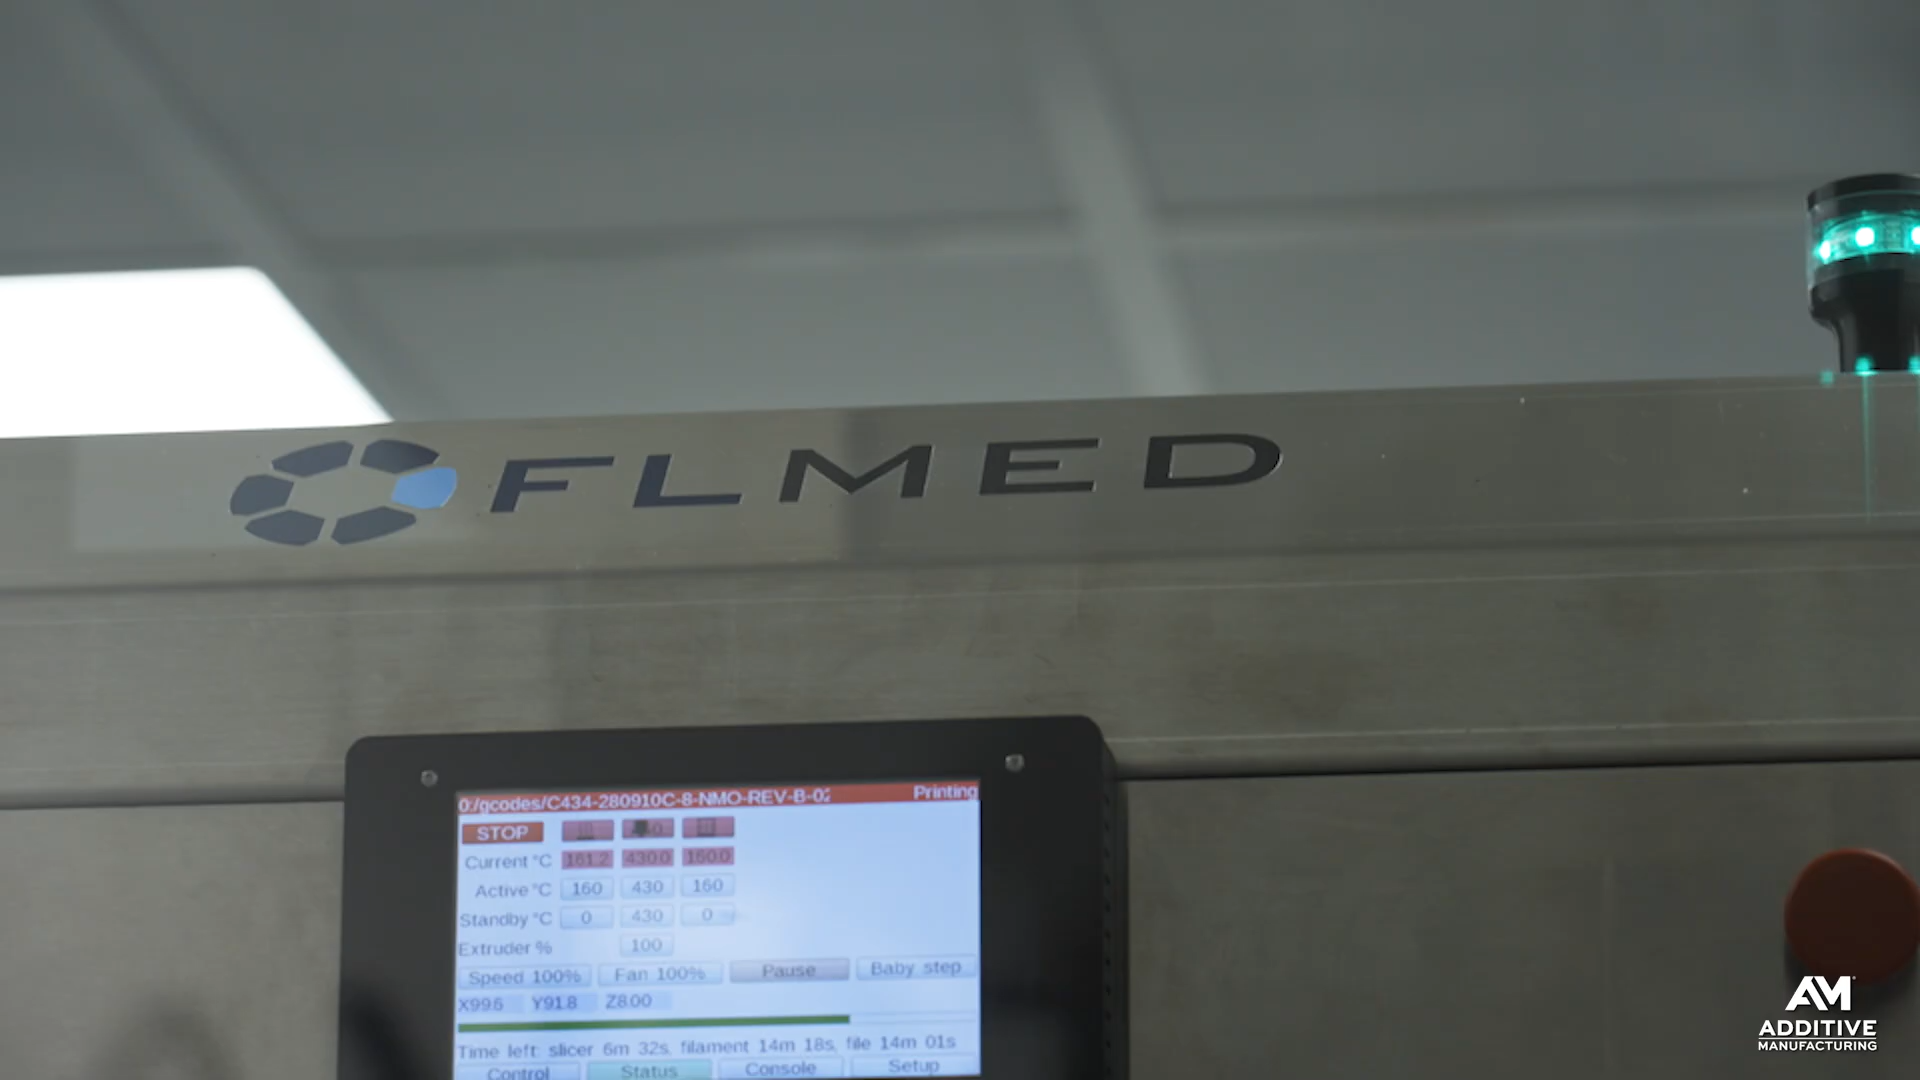 FLMED
0:/gcodes/C434-280910C-8-NMO-REV-B-02 Printing
STOP
Current °C 161.2 430.0 160.0
Active °C 160 430 160
Standby °C 0 430 0
Extruder % 100
Speed 100% Fan 100% Pause Baby step
X99.6 Y91.8 Z8.00
Time left: slicer 6m 32s, filament 14m 18s, file 14m 01s
Control Status Console Setup
AM
ADDITIVE
MANUFACTURING